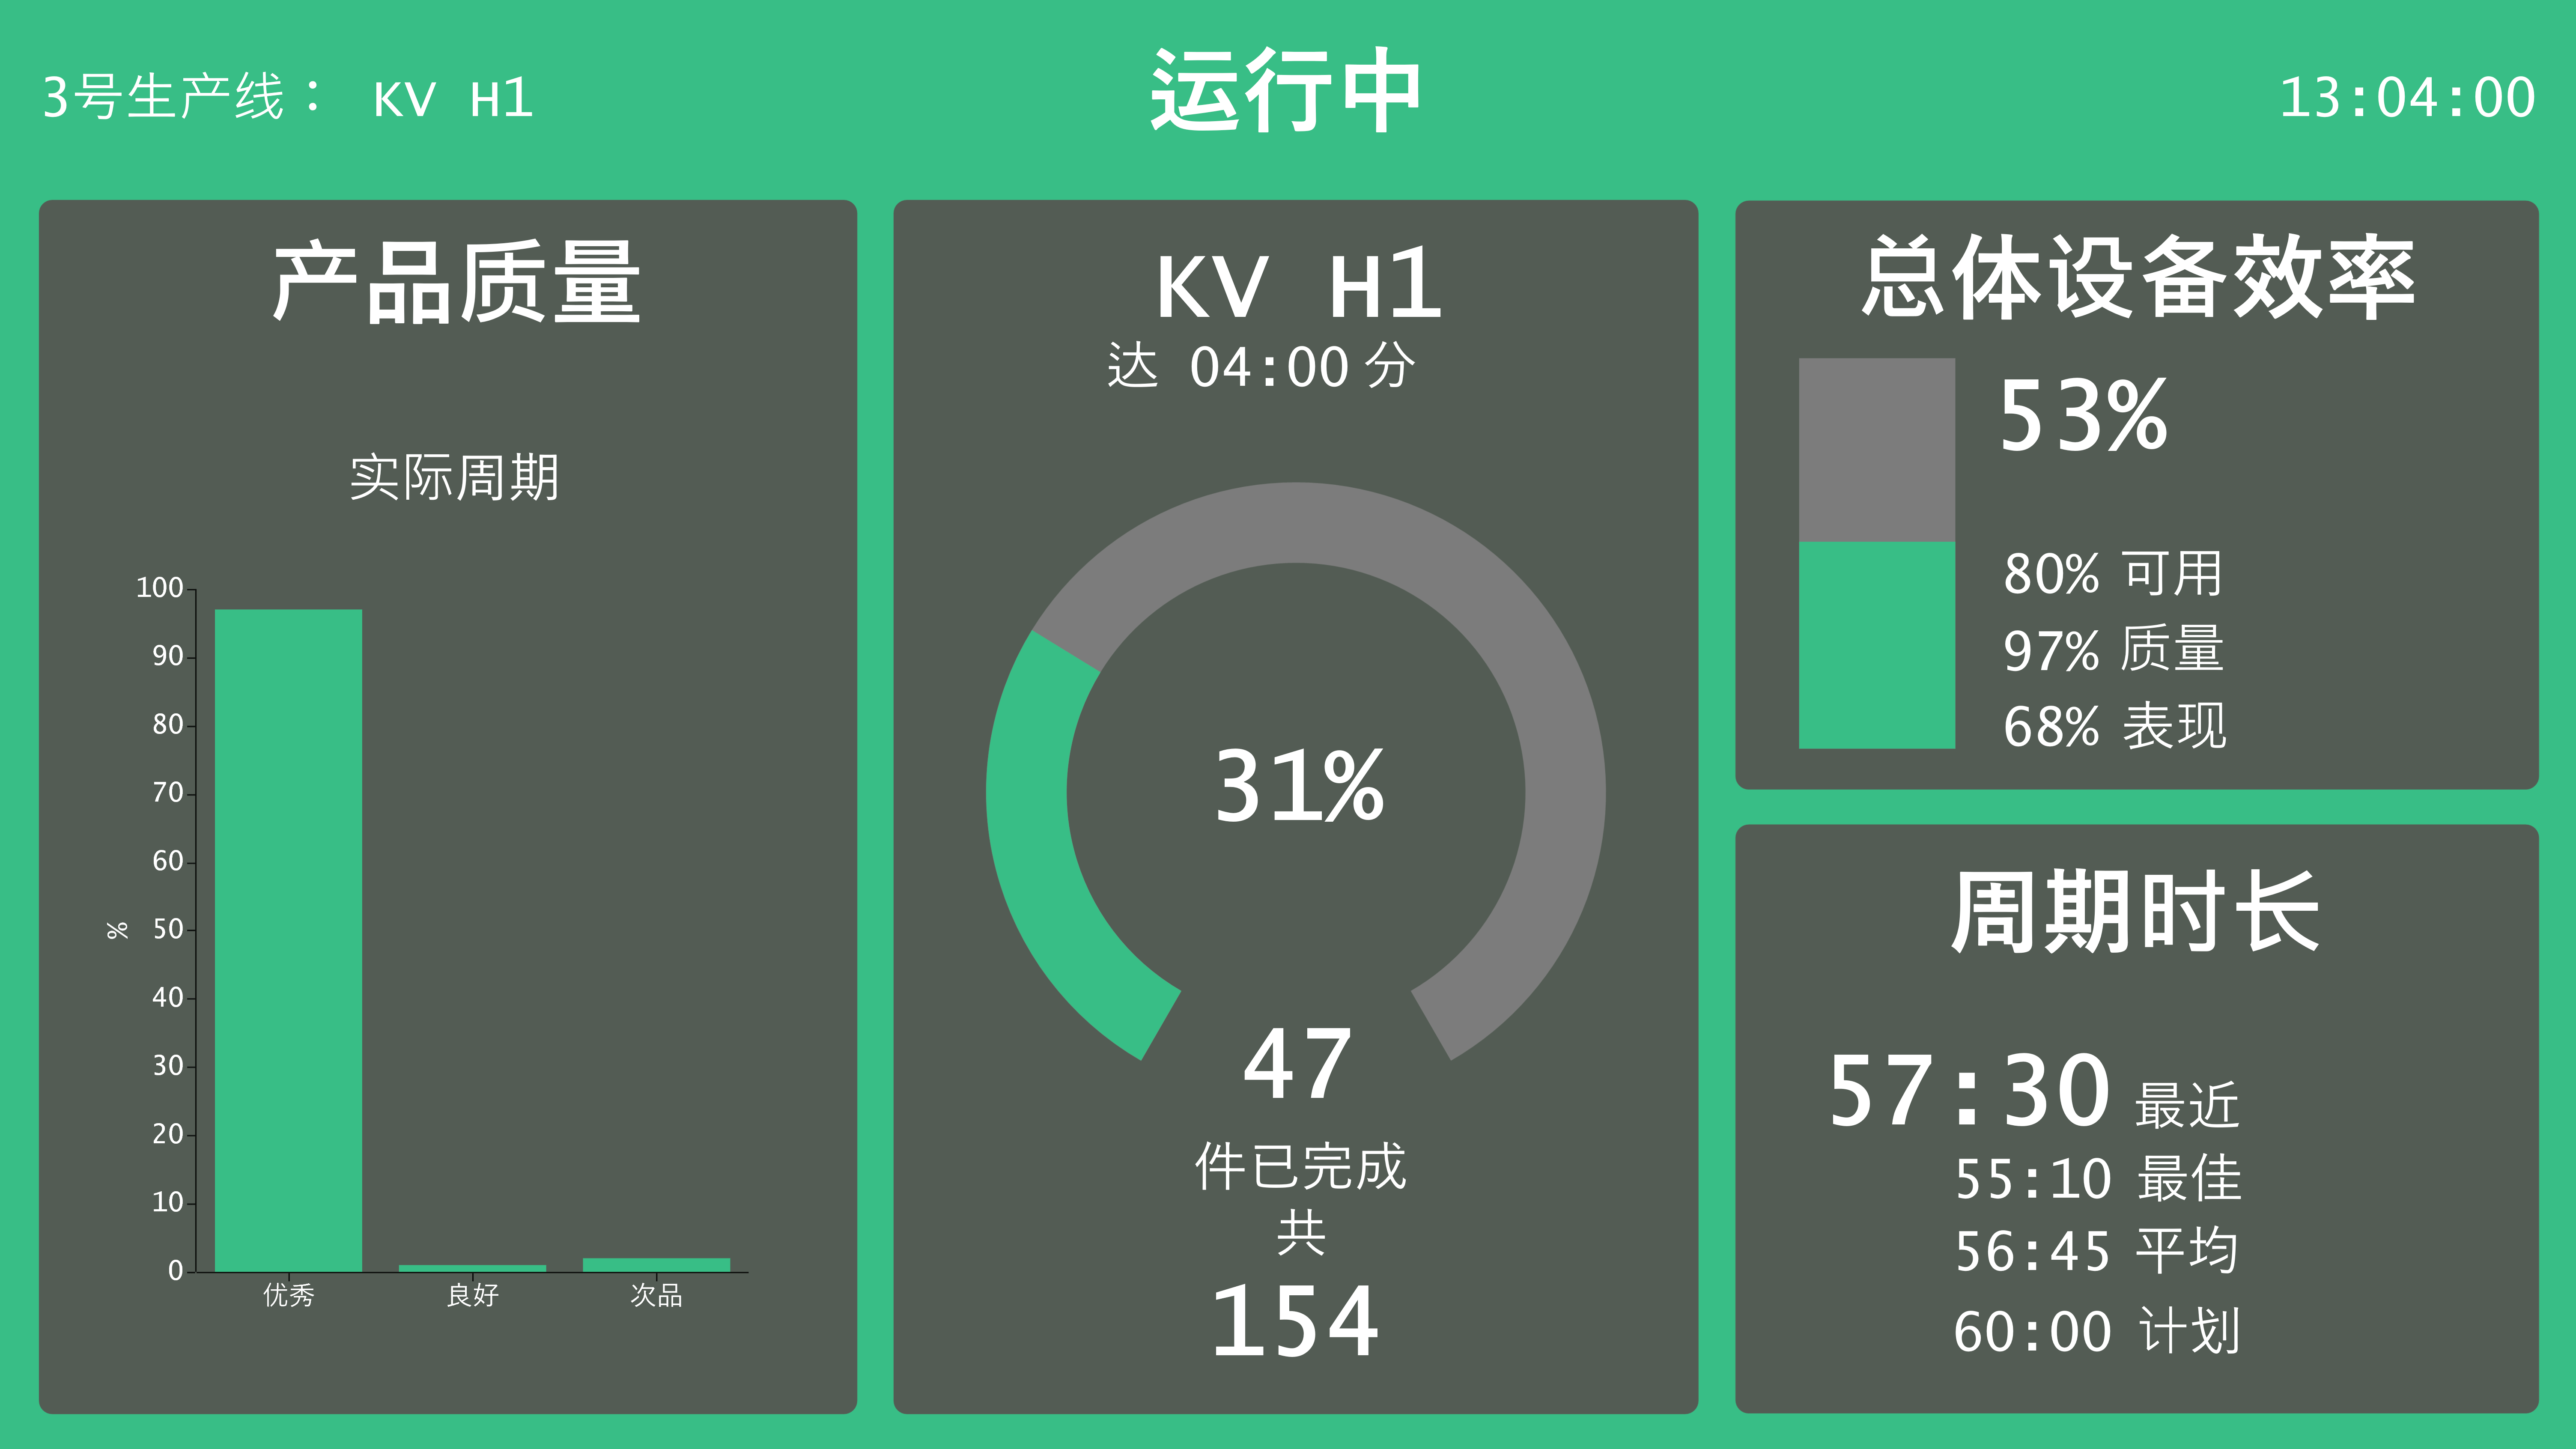 3号生产线： KV H1
运行中
13:04:00
产品质量
实际周期
100
90
80
70
60
50
40
30
20
10
0
%
优秀 良好 次品
KV H1
达 04:00 分
31%
47
件已完成
共
154
总体设备效率
53%
80% 可用
97% 质量
68% 表现
周期时长
57:30 最近
55:10 最佳
56:45 平均
60:00 计划